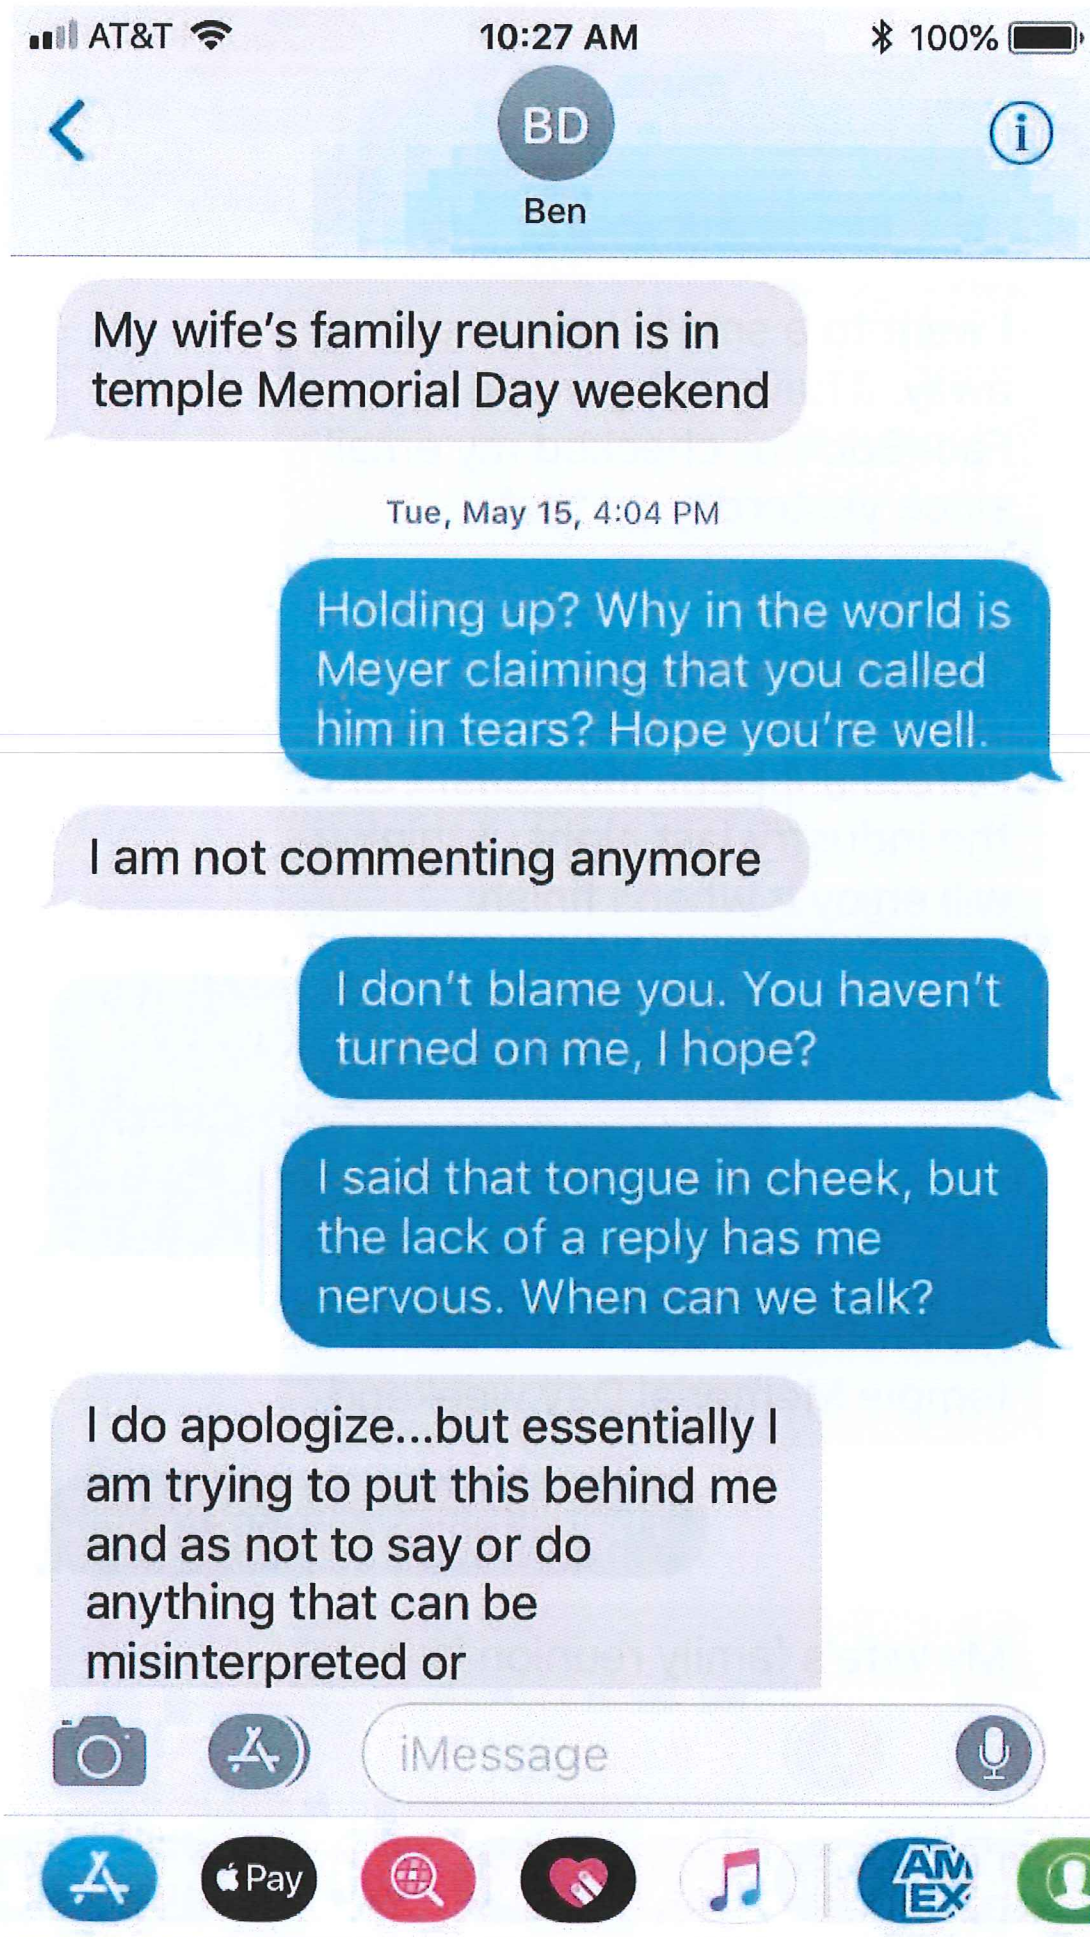 AT&T 10:27 AM 100%
BD
i
Ben
My wife's family reunion is in
temple Memorial Day weekend
Tue, May 15, 4:04 PM
Holding up? Why in the world is
Meyer claiming that you called
him in tears? Hope you're well.
I am not commenting anymore
I don't blame you. You haven't
turned on me, I hope?
I said that tongue in cheek, but
the lack of a reply has me
nervous. When can we talk?
I do apologize...but essentially I
am trying to put this behind me
and as not to say or do
anything that can be
misinterpreted or
iMessage
Pay
AM
EX